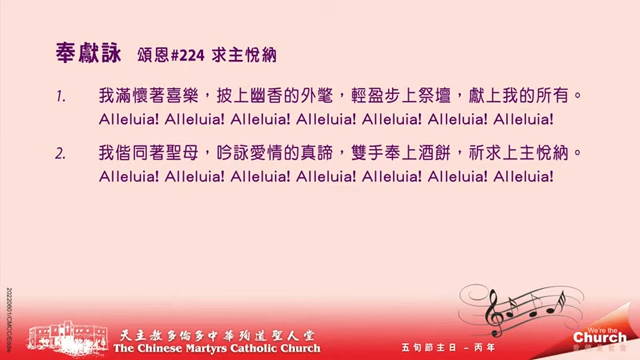 奉獻詠 頌恩#224 求主悅納
1. 我滿懷著喜樂，披上幽香的外氅，輕盈步上祭壇，獻上我的所有。
Alleluia! Alleluia! Alleluia! Alleluia! Alleluia! Alleluia! Alleluia!
2. 我偕同著聖母，吟詠愛情的真諦，雙手奉上酒餅，祈求上主悅納。
Alleluia! Alleluia! Alleluia! Alleluia! Alleluia! Alleluia! Alleluia!
天主教多倫多中華殉道聖人堂
The Chinese Martyrs Catholic Church
五旬節主日 – 丙年
We're the
Church